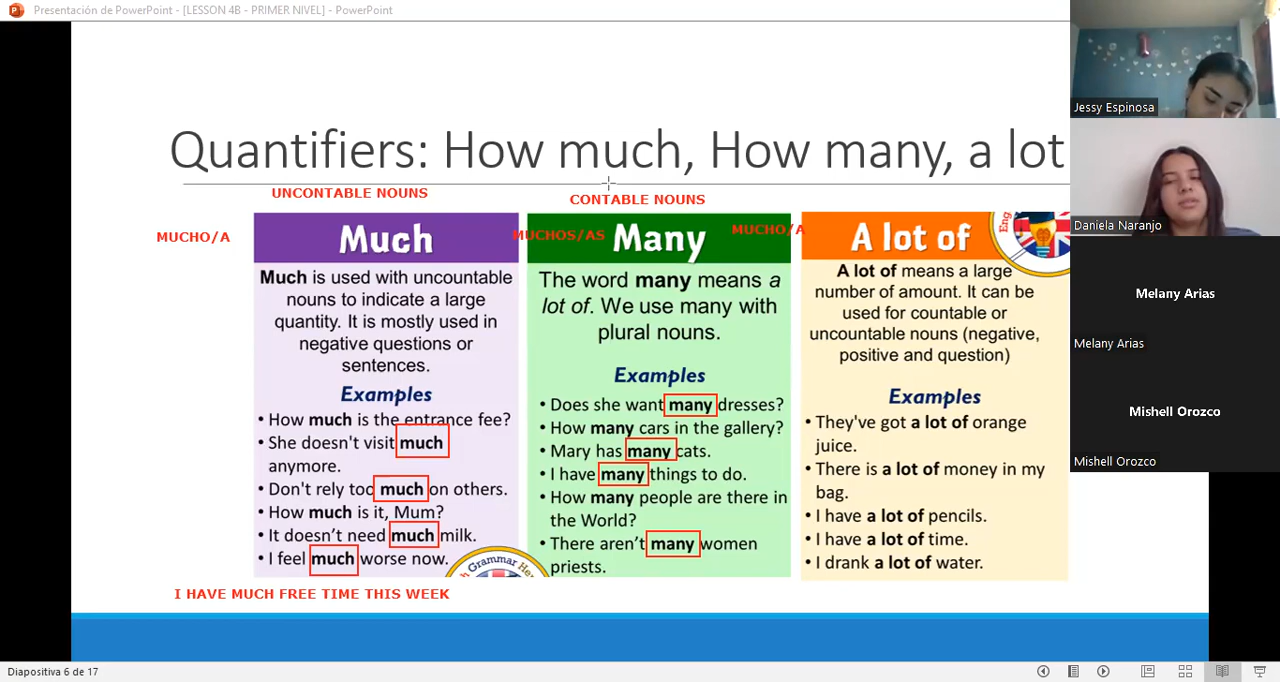 Presentación de PowerPoint - [LESSON 4B - PRIMER NIVEL] - PowerPoint
Quantifiers: How much, How many, a lot
UNCONTABLE NOUNS
CONTABLE NOUNS
MUCHO/A
Much
Much is used with uncountable
nouns to indicate a large
quantity. It is mostly used in
negative questions or
sentences.
Examples
• How much is the entrance fee?
• She doesn't visit much
anymore.
• Don't rely too much on others.
• How much is it, Mum?
• It doesn't need much milk.
• I feel much worse now.
Grammar
MUCHOS/AS
Many
The word many means a
lot of. We use many with
plural nouns.
Examples
• Does she want many dresses?
• How many cars in the gallery?
• Mary has many cats.
• I have many things to do.
• How many people are there in
the World?
• There aren't many women
priests.
MUCHO/A
A lot of
Eng
A lot of means a large
number of amount. It can be
used for countable or
uncountable nouns (negative,
positive and question)
Examples
• They've got a lot of orange
juice.
• There is a lot of money in my
bag.
• I have a lot of pencils.
• I have a lot of time.
• I drank a lot of water.
I HAVE MUCH FREE TIME THIS WEEK
Jessy Espinosa
Daniela Naranjo
Melany Arias
Melany Arias
Mishell Orozco
Mishell Orozco
Diapositiva 6 de 17